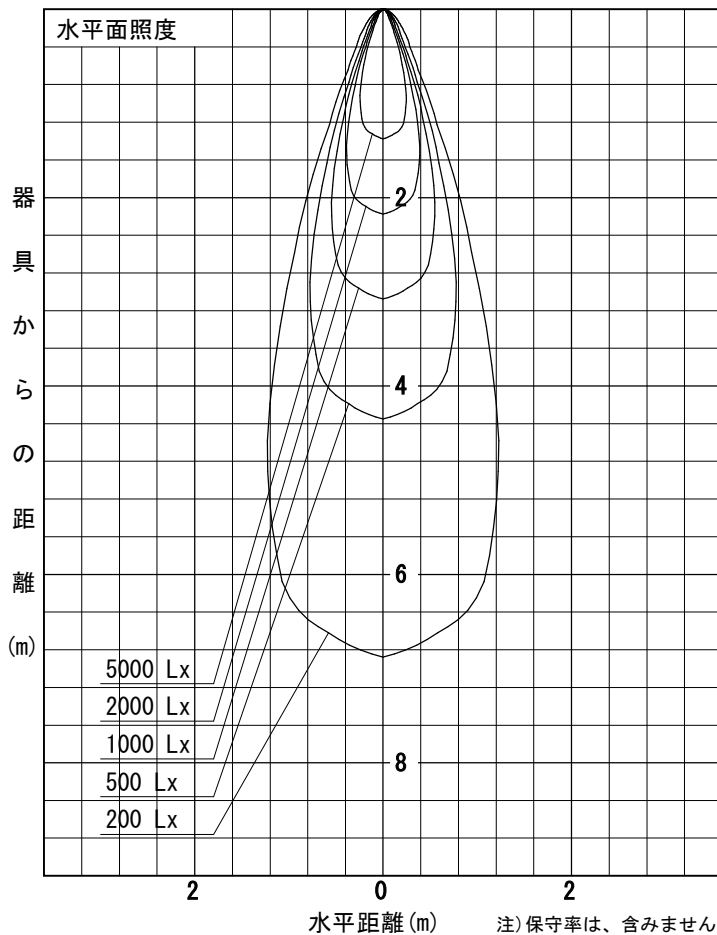 水平面照度
器具からの距離(m)
2
4
6
8
5000 Lx
2000 Lx
1000 Lx
500 Lx
200 Lx
2 0 2
水平距離(m)
注)保守率は、含みません